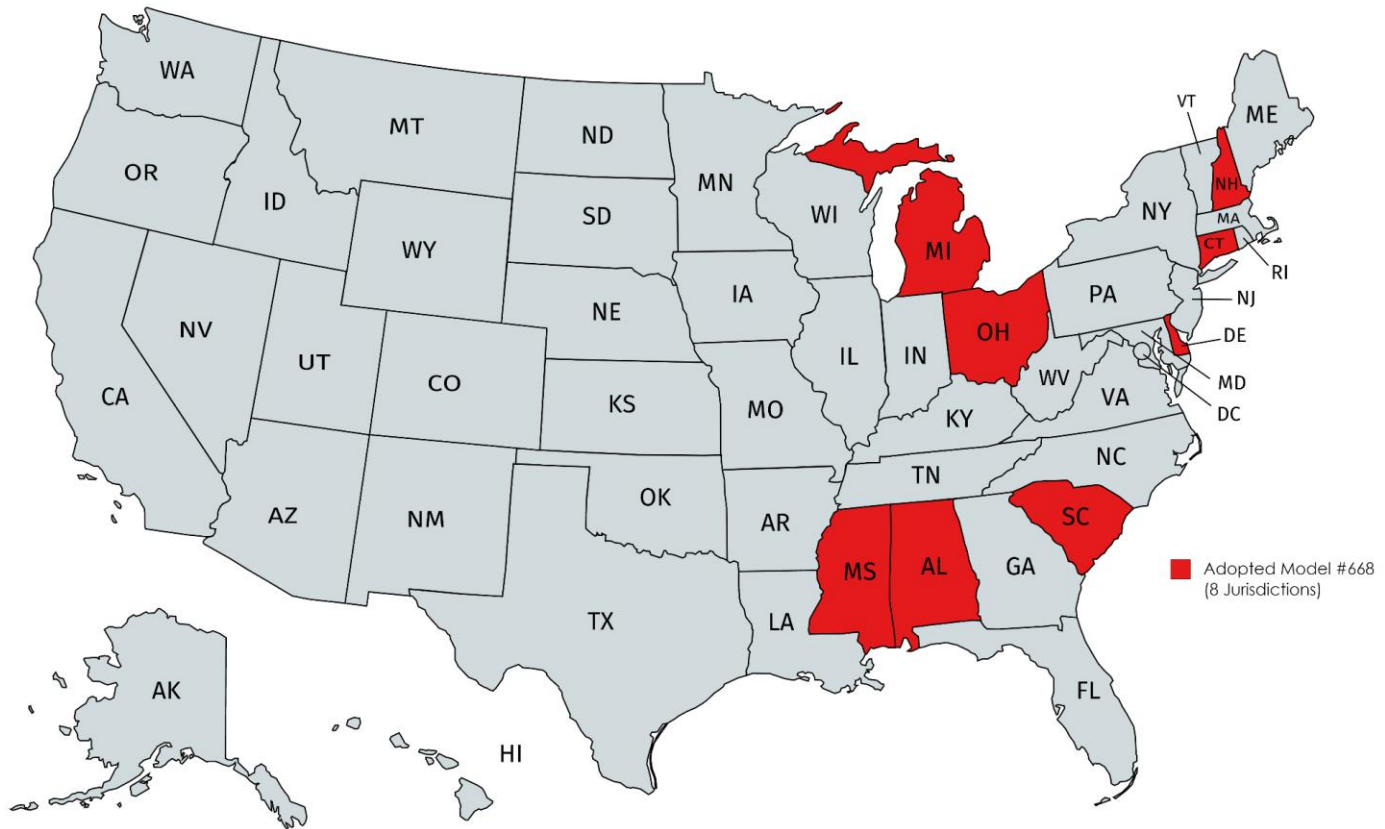 WA
MT
ND
MN
VT
ME
OR
ID
SD
WI
NH
NY
MA
WY
MI
CT
RI
IA
PA
NJ
NE
NV
OH
DE
UT
IL
IN
CO
WV
MD
CA
KS
MO
VA
DC
KY
NC
TN
OK
AZ
NM
AR
SC
MS
AL
GA
Adopted Model #668
(8 Jurisdictions)
TX
LA
AK
FL
HI